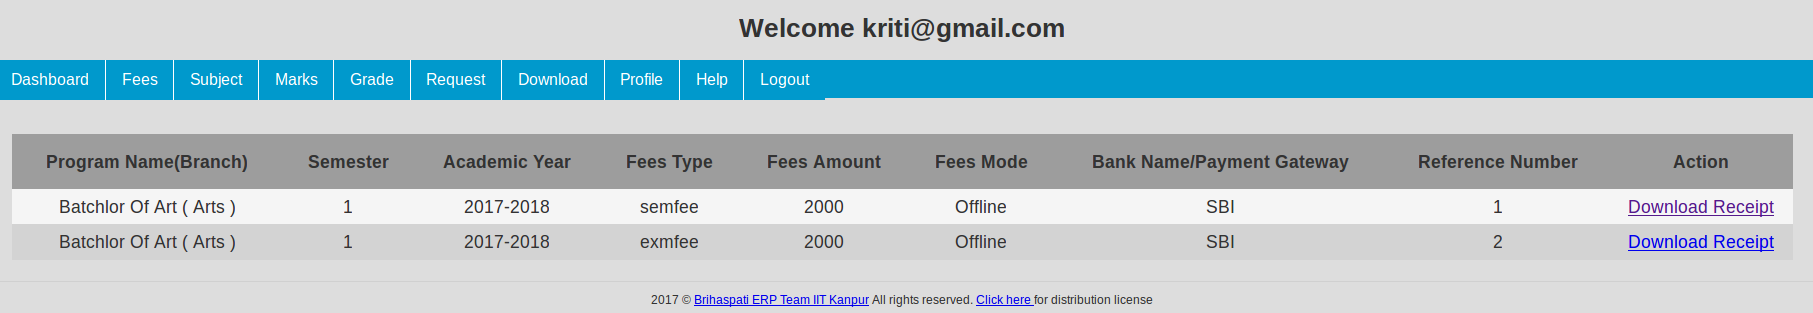 Welcome kriti@gmail.com
Dashboard Fees Subject Marks Grade Request Download Profile Help Logout
Program Name(Branch) Semester Academic Year Fees Type Fees Amount Fees Mode Bank Name/Payment Gateway Reference Number Action
Batchlor Of Art ( Arts ) 1 2017-2018 semfee 2000 Offline SBI 1 Download Receipt
Batchlor Of Art ( Arts ) 1 2017-2018 exmfee 2000 Offline SBI 2 Download Receipt
2017 © Brihaspati ERP Team IIT Kanpur All rights reserved. Click here for distribution license